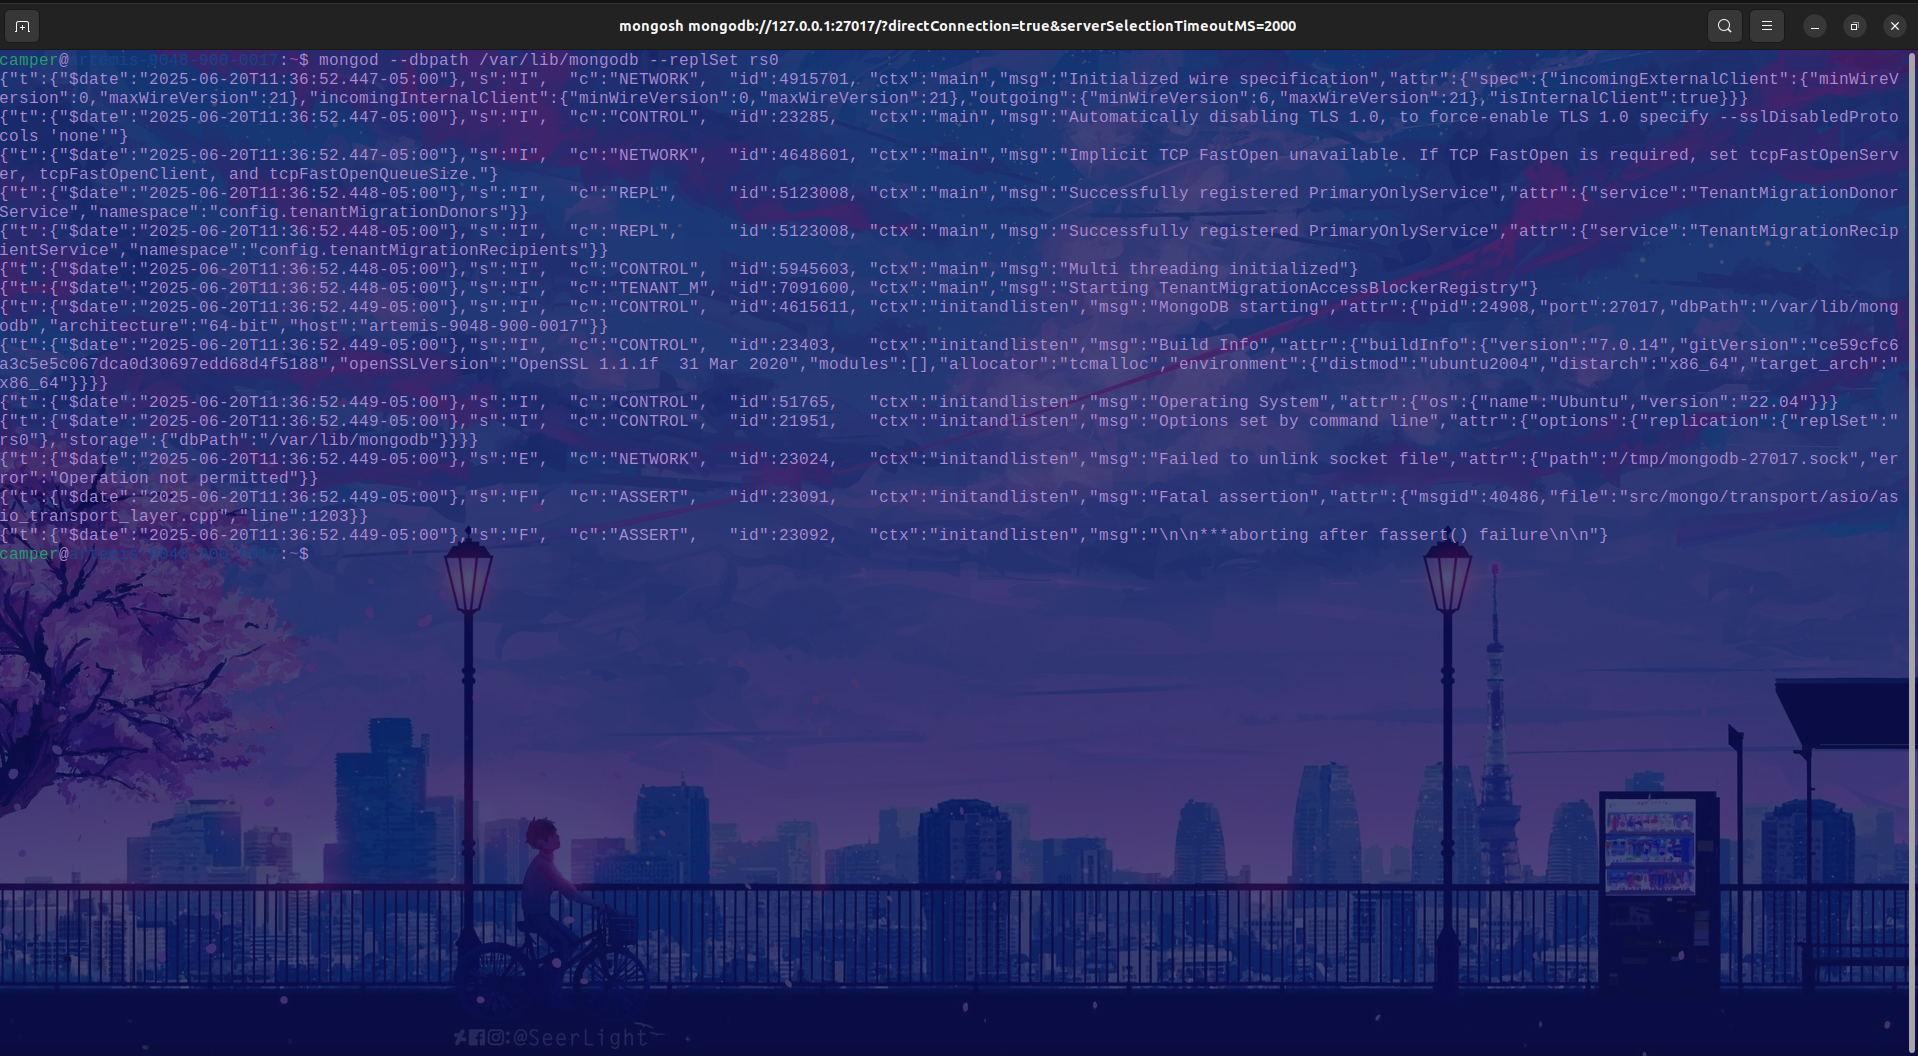 mongosh mongodb://127.0.0.1:27017/?directConnection=true&serverSelectionTimeoutMS=2000
camper@artemis-9048-900-0017:~$ mongod --dbpath /var/lib/mongodb --replSet rs0
{"t":{"$date":"2025-06-20T11:36:52.447-05:00"},"s":"I",  "c":"NETWORK",  "id":4915701, "ctx":"main","msg":"Initialized wire specification","attr":{"spec":{"incomingExternalClient":{"minWireV
ersion":0,"maxWireVersion":21},"incomingInternalClient":{"minWireVersion":0,"maxWireVersion":21},"outgoing":{"minWireVersion":6,"maxWireVersion":21},"isInternalClient":true}}}
{"t":{"$date":"2025-06-20T11:36:52.447-05:00"},"s":"I",  "c":"CONTROL",  "id":23285,   "ctx":"main","msg":"Automatically disabling TLS 1.0, to force-enable TLS 1.0 specify --sslDisabledProto
cols 'none'"}
{"t":{"$date":"2025-06-20T11:36:52.447-05:00"},"s":"I",  "c":"NETWORK",  "id":4648601, "ctx":"main","msg":"Implicit TCP FastOpen unavailable. If TCP FastOpen is required, set tcpFastOpenServ
er, tcpFastOpenClient, and tcpFastOpenQueueSize."}
{"t":{"$date":"2025-06-20T11:36:52.448-05:00"},"s":"I",  "c":"REPL",     "id":5123008, "ctx":"main","msg":"Successfully registered PrimaryOnlyService","attr":{"service":"TenantMigrationDonor
Service","namespace":"config.tenantMigrationDonors"}}
{"t":{"$date":"2025-06-20T11:36:52.448-05:00"},"s":"I",  "c":"REPL",     "id":5123008, "ctx":"main","msg":"Successfully registered PrimaryOnlyService","attr":{"service":"TenantMigrationRecip
ientService","namespace":"config.tenantMigrationRecipients"}}
{"t":{"$date":"2025-06-20T11:36:52.448-05:00"},"s":"I",  "c":"CONTROL",  "id":5945603, "ctx":"main","msg":"Multi threading initialized"}
{"t":{"$date":"2025-06-20T11:36:52.448-05:00"},"s":"I",  "c":"TENANT_M", "id":7091600, "ctx":"main","msg":"Starting TenantMigrationAccessBlockerRegistry"}
{"t":{"$date":"2025-06-20T11:36:52.449-05:00"},"s":"I",  "c":"CONTROL",  "id":4615611, "ctx":"initandlisten","msg":"MongoDB starting","attr":{"pid":24908,"port":27017,"dbPath":"/var/lib/mong
odb","architecture":"64-bit","host":"artemis-9048-900-0017"}}
{"t":{"$date":"2025-06-20T11:36:52.449-05:00"},"s":"I",  "c":"CONTROL",  "id":23403,   "ctx":"initandlisten","msg":"Build Info","attr":{"buildInfo":{"version":"7.0.14","gitVersion":"ce59cfc6
a3c5e5c067dca0d30697edd68d4f5188","openSSLVersion":"OpenSSL 1.1.1f  31 Mar 2020","modules":[],"allocator":"tcmalloc","environment":{"distmod":"ubuntu2004","distarch":"x86_64","target_arch":"
x86_64"}}}}
{"t":{"$date":"2025-06-20T11:36:52.449-05:00"},"s":"I",  "c":"CONTROL",  "id":51765,   "ctx":"initandlisten","msg":"Operating System","attr":{"os":{"name":"Ubuntu","version":"22.04"}}}
{"t":{"$date":"2025-06-20T11:36:52.449-05:00"},"s":"I",  "c":"CONTROL",  "id":21951,   "ctx":"initandlisten","msg":"Options set by command line","attr":{"options":{"replication":{"replSet":"
rs0"},"storage":{"dbPath":"/var/lib/mongodb"}}}}
{"t":{"$date":"2025-06-20T11:36:52.449-05:00"},"s":"E",  "c":"NETWORK",  "id":23024,   "ctx":"initandlisten","msg":"Failed to unlink socket file","attr":{"path":"/tmp/mongodb-27017.sock","er
ror":"Operation not permitted"}}
{"t":{"$date":"2025-06-20T11:36:52.449-05:00"},"s":"F",  "c":"ASSERT",   "id":23091,   "ctx":"initandlisten","msg":"Fatal assertion","attr":{"msgid":40486,"file":"src/mongo/transport/asio/as
io_transport_layer.cpp","line":1203}}
{"t":{"$date":"2025-06-20T11:36:52.449-05:00"},"s":"F",  "c":"ASSERT",   "id":23092,   "ctx":"initandlisten","msg":"\n\n***aborting after fassert() failure\n\n"}
camper@artemis-9048-900-0017:~$
:@SeerLight